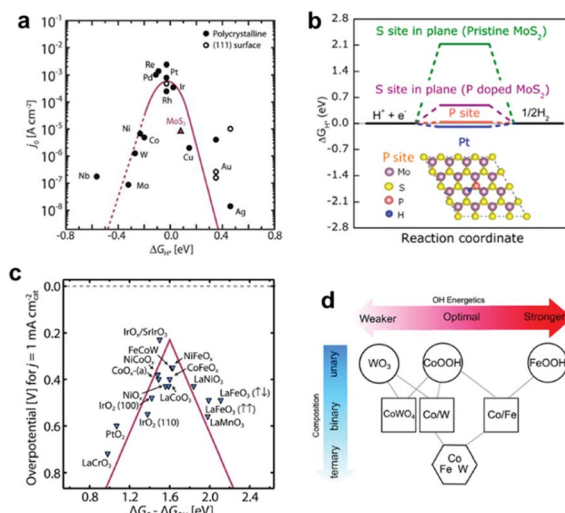 a
Polycrystalline
(111) surface
j₀ [A cm⁻²]
10⁻¹
10⁻²
10⁻³
10⁻⁴
10⁻⁵
10⁻⁶
10⁻⁷
10⁻⁸
Re
Pt
Pd
Ir
Rh
Ni
Co
MoS₂
W
Cu
Nb
Mo
Au
Ag
-0.8 -0.4 0.0 0.4 0.8
ΔG_H* [eV]
b
S site in plane (Pristine MoS₂)
S site in plane (P doped MoS₂)
P site
H⁺ + e⁻
1/2H₂
Pt
P site
Mo
S
P
H
ΔG_H* (eV)
2.8
2.1
1.4
0.7
0.0
-0.7
-1.4
-2.1
-2.8
Reaction coordinate
c
Overpotential [V] for j = 1 mA cm⁻²cat
0.0
0.2
0.4
0.6
0.8
IrOₓ/SrIrO₃
FeCoW
NiFeOₓ
NiCoOₓ
CoFeOₓ
CoOₓ-(a)
LaNiO₃
NiOₓ
LaFeO₃ (↑↓)
IrO₂ (100)
LaCoO₃
LaFeO₃ (↑↑)
IrO₂ (110)
LaMnO₃
PtO₂
LaCrO₃
0.8 1.2 1.6 2.0 2.4
d
OH Energetics
Weaker Optimal Stronger
Composition
unary
binary
ternary
WO₃
CoOOH
FeOOH
CoWO₄
Co/W
Co/Fe
Co
Fe W